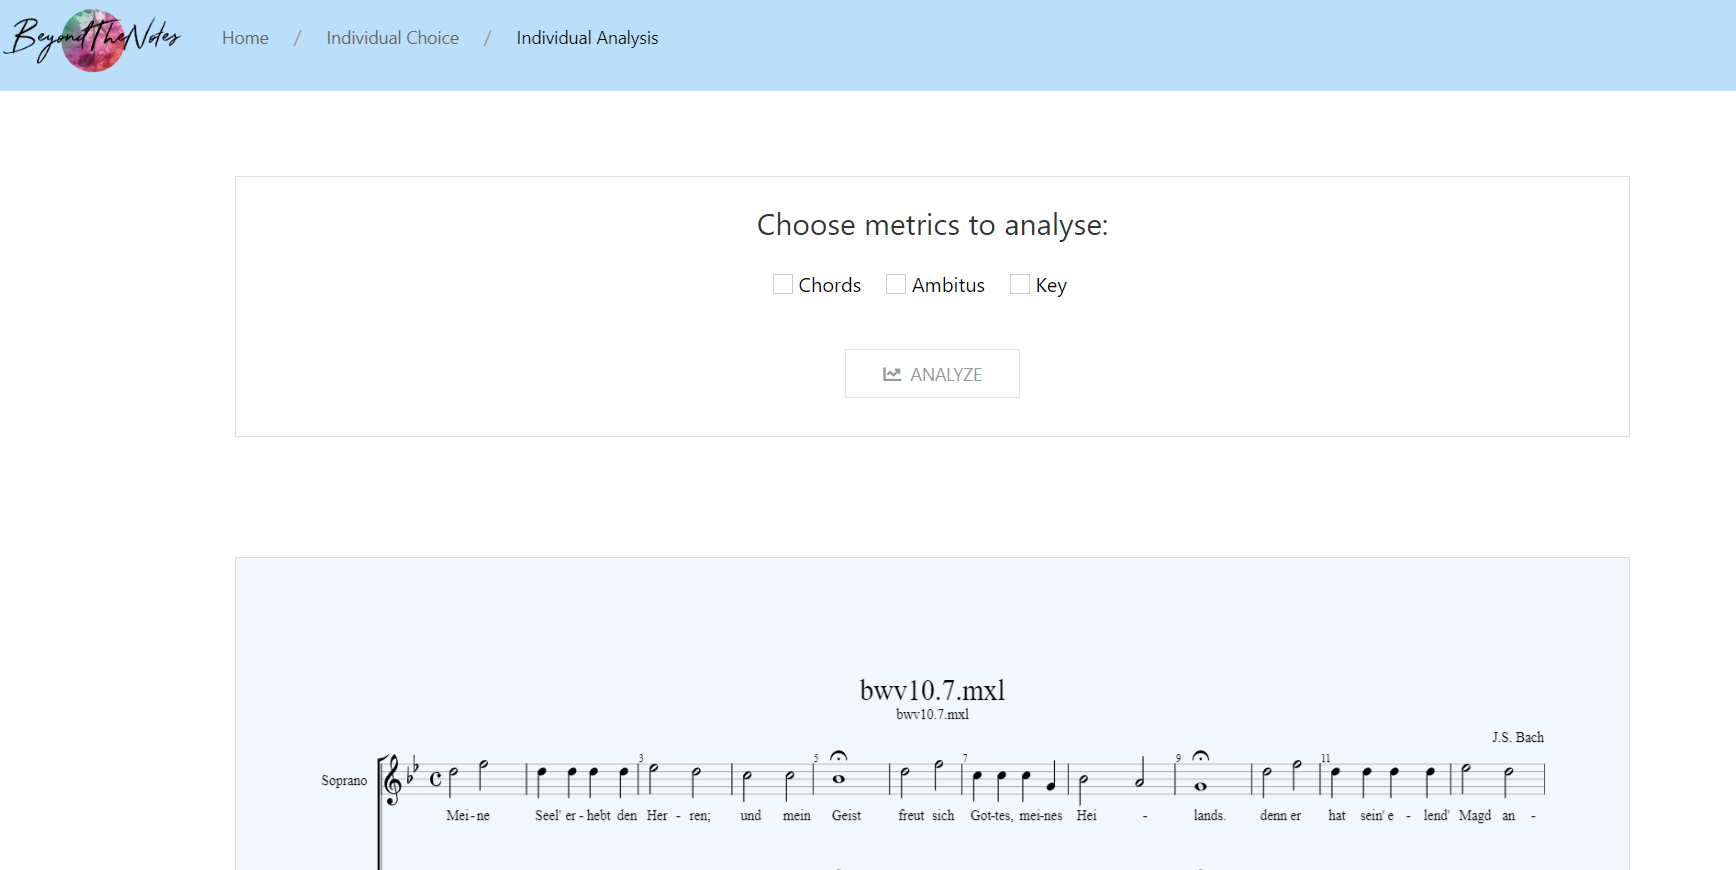 BeyondTheNotes Home / Individual Choice / Individual Analysis
Choose metrics to analyse:
Chords Ambitus Key
ANALYZE
bwv10.7.mxl
bwv10.7.mxl
J.S. Bach
3 5 7 9 11
Soprano
Mei - ne Seel' er - hebt den Her - ren; und mein Geist freut sich Got-tes, mei-nes Hei - lands. denn er hat sein' e - lend' Magd an -